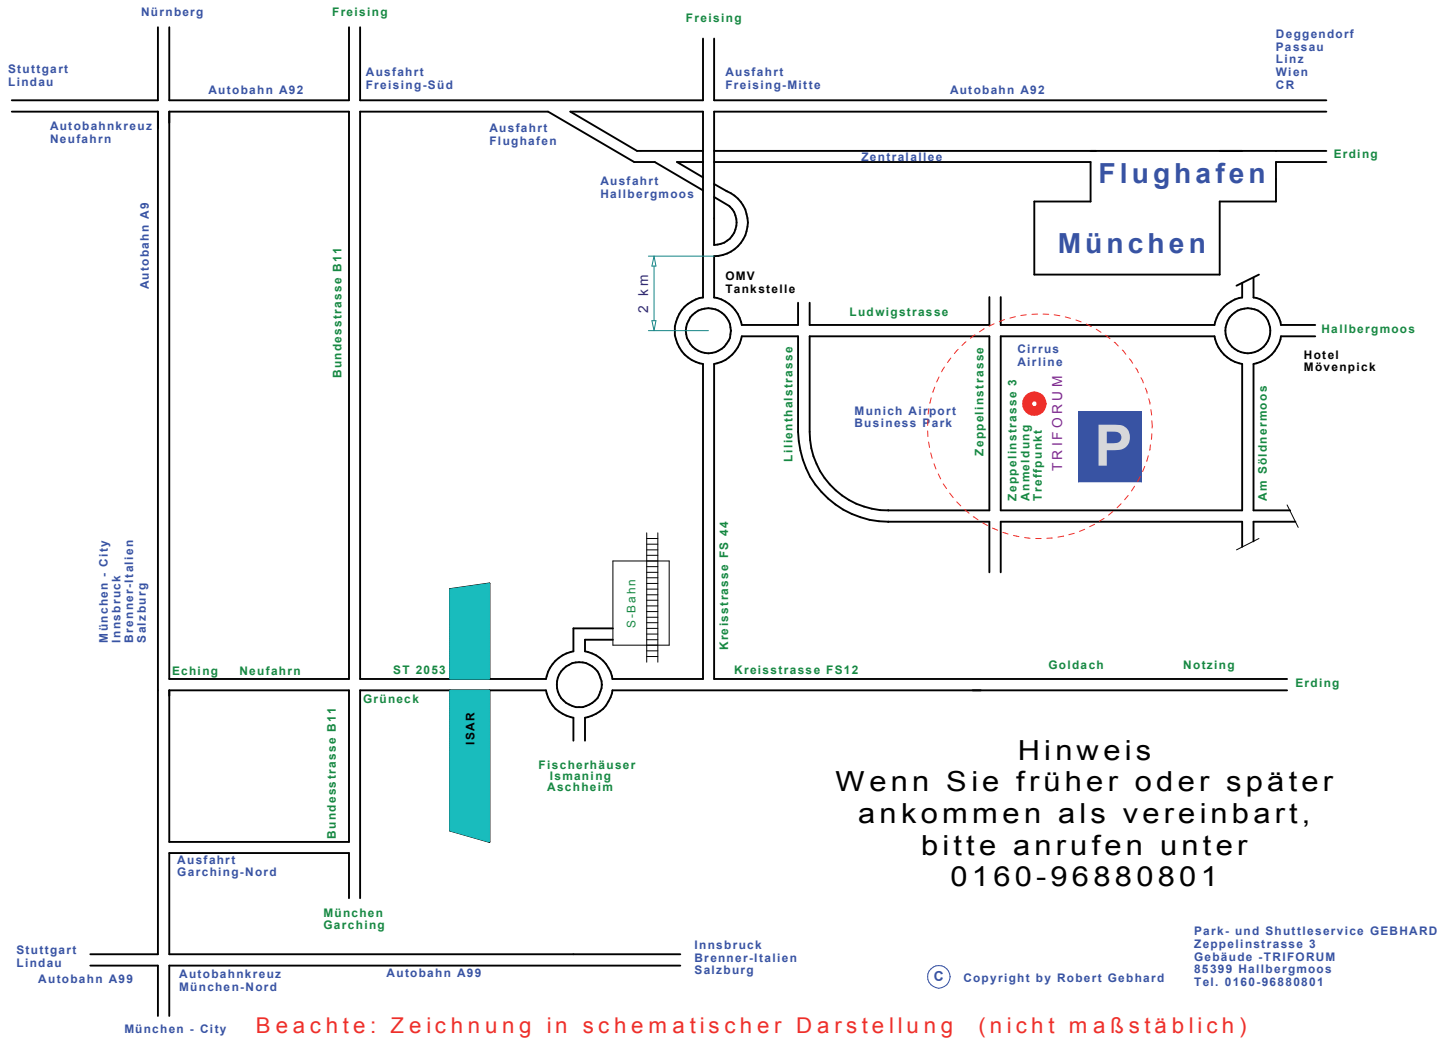 Nürnberg
Freising
Freising
Deggendorf
Passau
Linz
Wien
CR
Stuttgart
Lindau
Autobahn A92
Ausfahrt
Freising-Süd
Ausfahrt
Freising-Mitte
Autobahn A92
Autobahnkreuz
Neufahrn
Ausfahrt
Flughafen
Zentralallee
Erding
Ausfahrt
Hallbergmoos
Flughafen
München
Autobahn A9
Bundesstrasse B11
2 km
OMV
Tankstelle
Ludwigstrasse
Hallbergmoos
Hotel
Mövenpick
Cirrus
Airline
Lilienthalstrasse
Munich Airport
Business Park
Zeppelinstrasse
Zeppelinstrasse 3
Anmeldung
Treffpunkt
TRIFORUM
P
Am Söldnermoos
München - City
Innsbruck
Brenner-Italien
Salzburg
S-Bahn
Kreisstrasse FS 44
Eching
Neufahrn
ST 2053
Grüneck
Kreisstrasse FS12
Goldach
Notzing
Erding
Bundesstrasse B11
ISAR
Fischerhäuser
Ismaning
Aschheim
Hinweis
Wenn Sie früher oder später
ankommen als vereinbart,
bitte anrufen unter
0160-96880801
Ausfahrt
Garching-Nord
München
Garching
Stuttgart
Lindau
Autobahn A99
Autobahnkreuz
München-Nord
Autobahn A99
Innsbruck
Brenner-Italien
Salzburg
C Copyright by Robert Gebhard
Park- und Shuttleservice GEBHARD
Zeppelinstrasse 3
Gebäude -TRIFORUM
85399 Hallbergmoos
Tel. 0160-96880801
München - City
Beachte: Zeichnung in schematischer Darstellung (nicht maßstäblich)